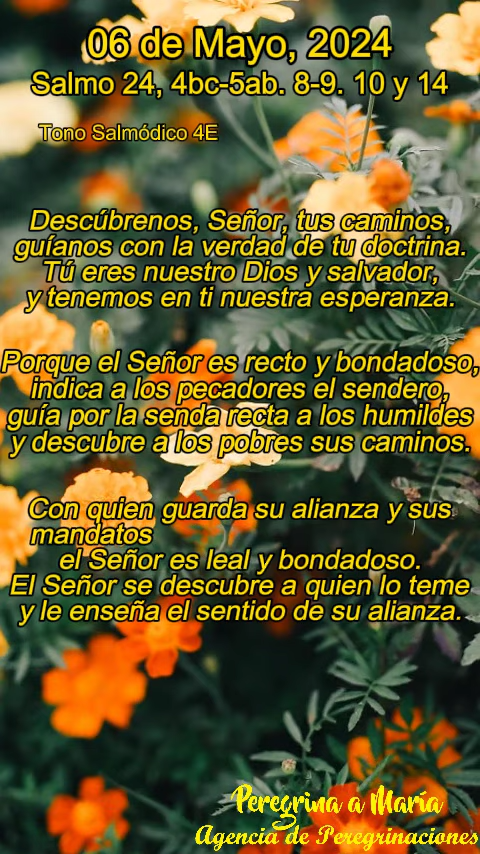 06 de Mayo, 2024
Salmo 24, 4bc-5ab. 8-9. 10 y 14
Tono Salmódico 4E
Descúbrenos, Señor, tus caminos,
guíanos con la verdad de tu doctrina.
Tú eres nuestro Dios y salvador,
y tenemos en ti nuestra esperanza.
Porque el Señor es recto y bondadoso,
indica a los pecadores el sendero,
guía por la senda recta a los humildes
y descubre a los pobres sus caminos.
Con quien guarda su alianza y sus
mandatos
el Señor es leal y bondadoso.
El Señor se descubre a quien lo teme
y le enseña el sentido de su alianza.
Peregrina a María
Agencia de Peregrinaciones